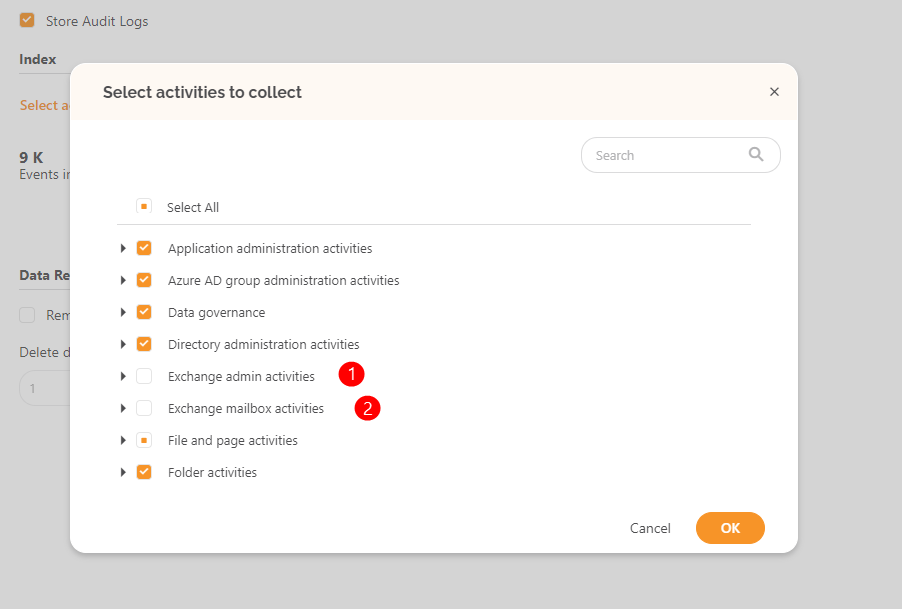 Store Audit Logs
Index
Select activities to collect
Select a
Search
9 K
Events in
Select All
Application administration activities
Azure AD group administration activities
Data Re
Data governance
Rem
Directory administration activities
Delete d
Exchange admin activities 1
1
Exchange mailbox activities 2
File and page activities
Folder activities
Cancel
OK